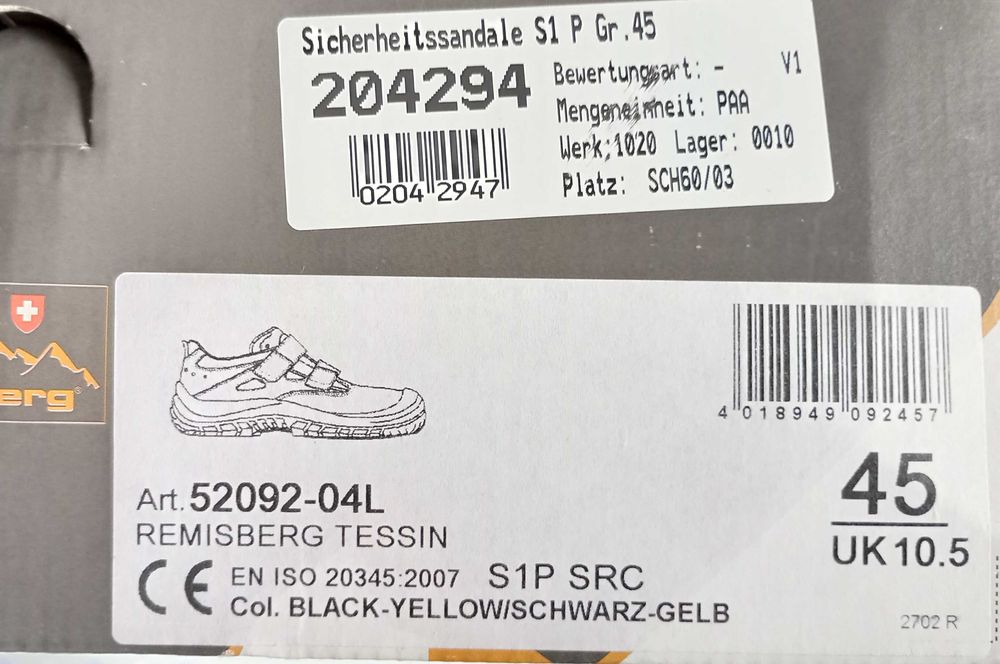 Sicherheitssandale S1 P Gr.45
204294
Bewertungsart: - V1
Mengeneinheit: PAA
Werk:1020 Lager: 0010
Platz: SCH60/03
0204 2947
erg®
4 018949 092457
45
UK 10.5
Art. 52092-04L
REMISBERG TESSIN
CE EN ISO 20345:2007 S1P SRC
Col. BLACK-YELLOW/SCHWARZ-GELB
2702 R